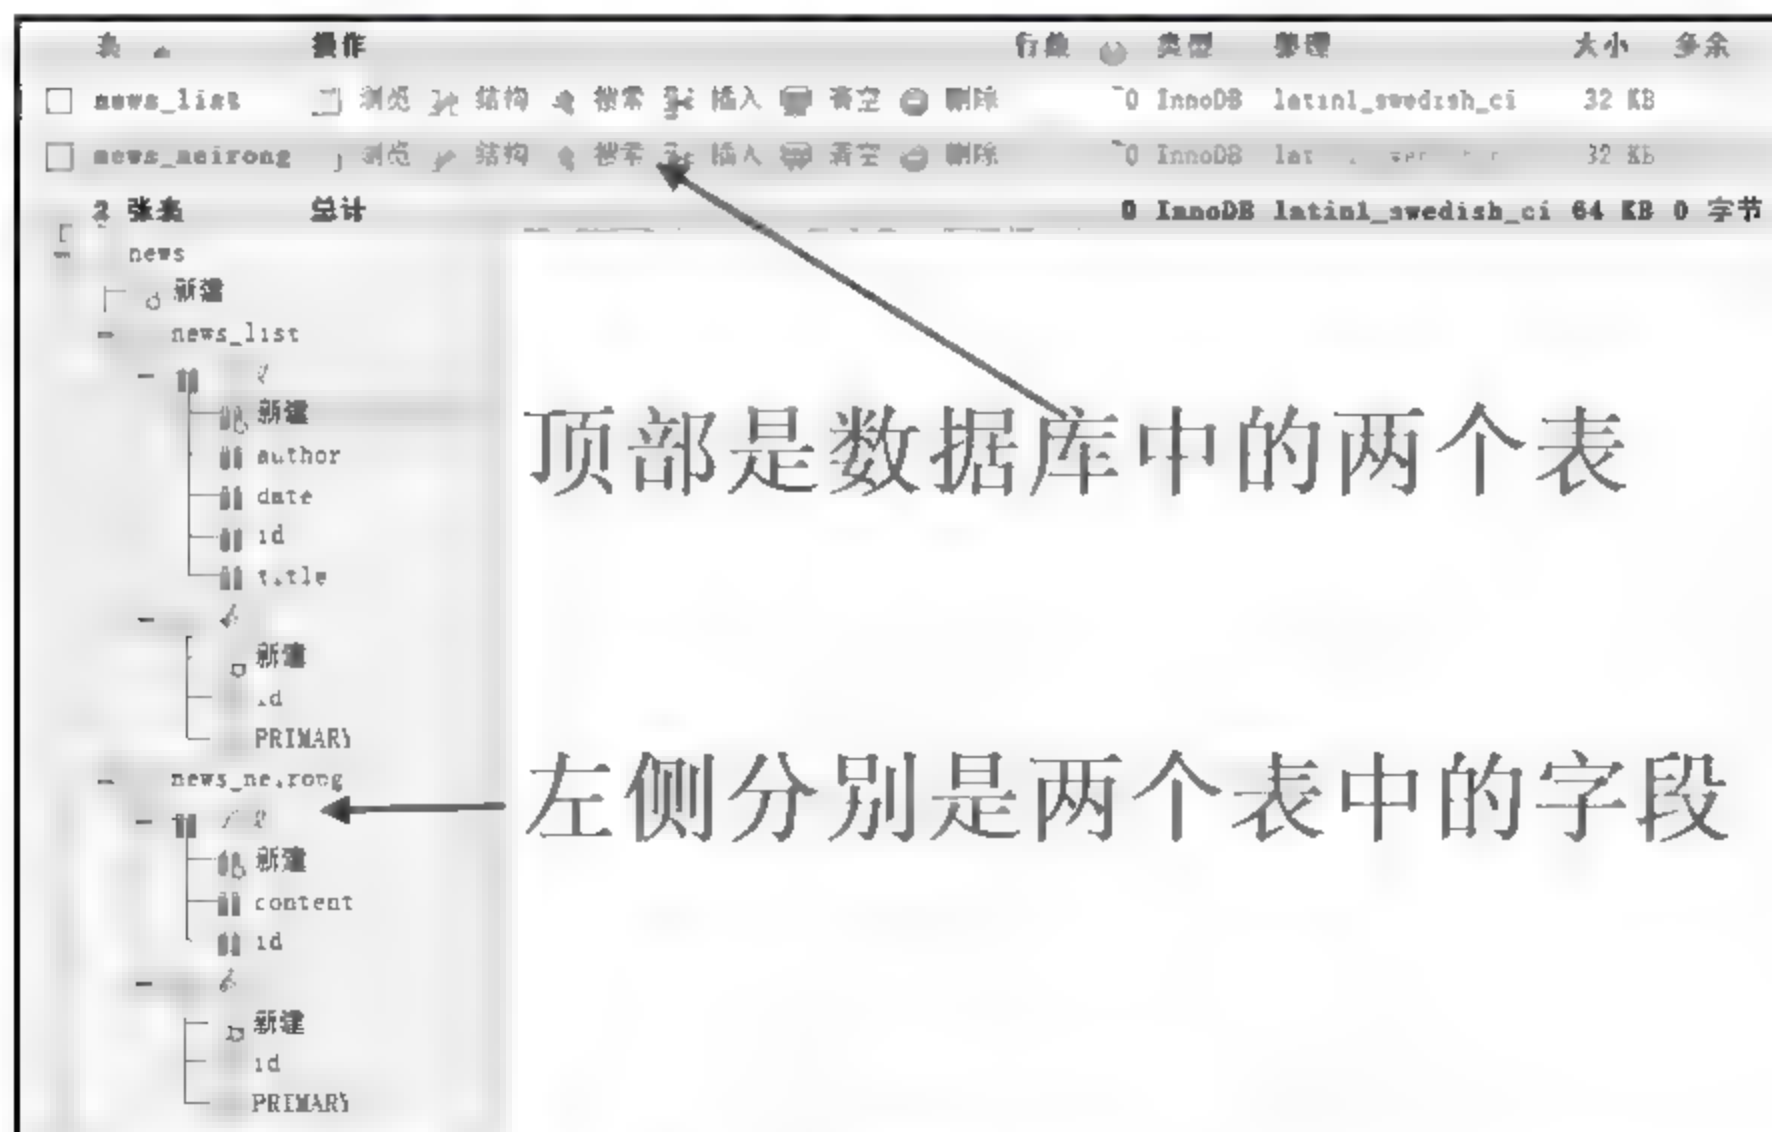 表 操作 行数 类型 整理 大小 多余
news_list 浏览 结构 搜索 插入 清空 删除 ~0 InnoDB latin1_swedish_ci 32 KB
news_neirong 浏览 结构 搜索 插入 清空 删除 ~0 InnoDB 32 KB
2 张表 总计 0 InnoDB latin1_swedish_ci 64 KB 0 字节
news
新建
news_list
新建
author
date
id
title
新建
id
PRIMARY
news_neirong
新建
content
id
新建
id
PRIMARY
顶部是数据库中的两个表
左侧分别是两个表中的字段